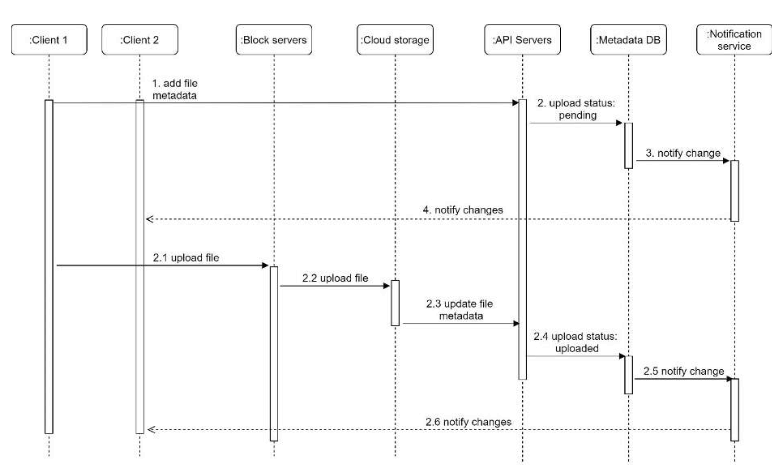 :Client 1
:Client 2
:Block servers
:Cloud storage
:API Servers
:Metadata DB
:Notification
service
1. add file
metadata
2. upload status:
pending
3. notify change
4. notify changes
2.1 upload file
2.2 upload file
2.3 update file
metadata
2.4 upload status:
uploaded
2.5 notify change
2.6 notify changes